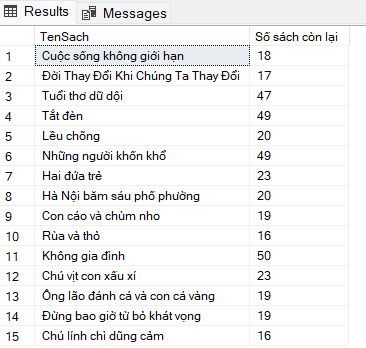 Results Messages
TenSach Số sách còn lại
1 Cuộc sống không giới hạn 18
2 Đời Thay Đổi Khi Chúng Ta Thay Đổi 17
3 Tuổi thơ dữ dội 47
4 Tắt đèn 49
5 Lều chõng 20
6 Những người khốn khổ 49
7 Hai đứa trẻ 23
8 Hà Nội băm sáu phố phường 20
9 Con cáo và chùm nho 19
10 Rùa và thỏ 16
11 Không gia đình 50
12 Chú vịt con xấu xí 23
13 Ông lão đánh cá và con cá vàng 19
14 Đừng bao giờ từ bỏ khát vọng 19
15 Chú lính chì dũng cảm 16